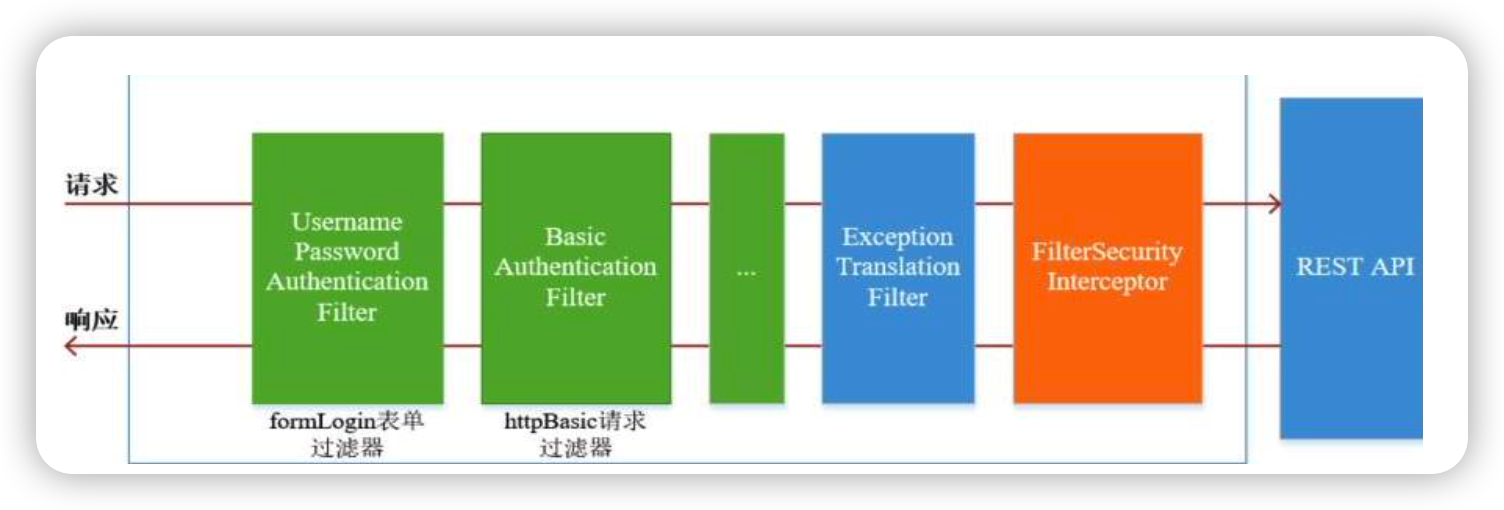 请求
响应
Username
Password
Authentication
Filter
formLogin表单
过滤器
Basic
Authentication
Filter
httpBasic请求
过滤器
...
Exception
Translation
Filter
FilterSecurity
Interceptor
REST API